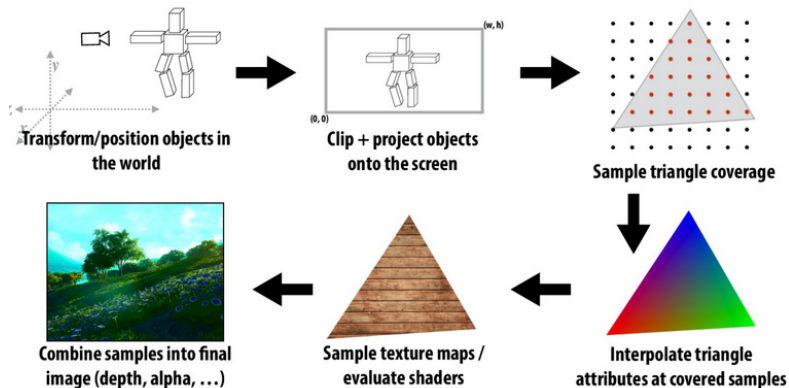 y
x
z
Transform/position objects in
the world
(w, h)
(0, 0)
Clip + project objects
onto the screen
Sample triangle coverage
Interpolate triangle
attributes at covered samples
Sample texture maps /
evaluate shaders
Combine samples into final
image (depth, alpha, …)